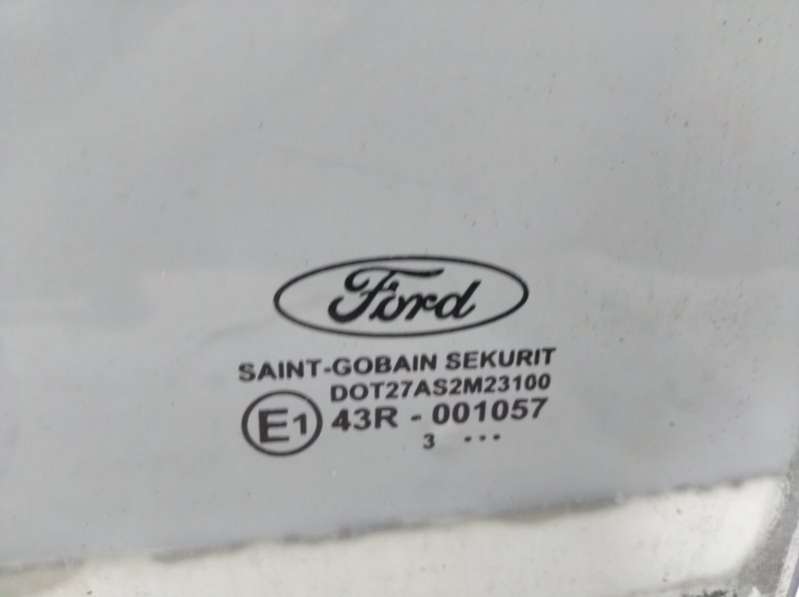 Ford
SAINT-GOBAIN SEKURIT
DOT27AS2M23100
E1 43R - 001057
3 ...